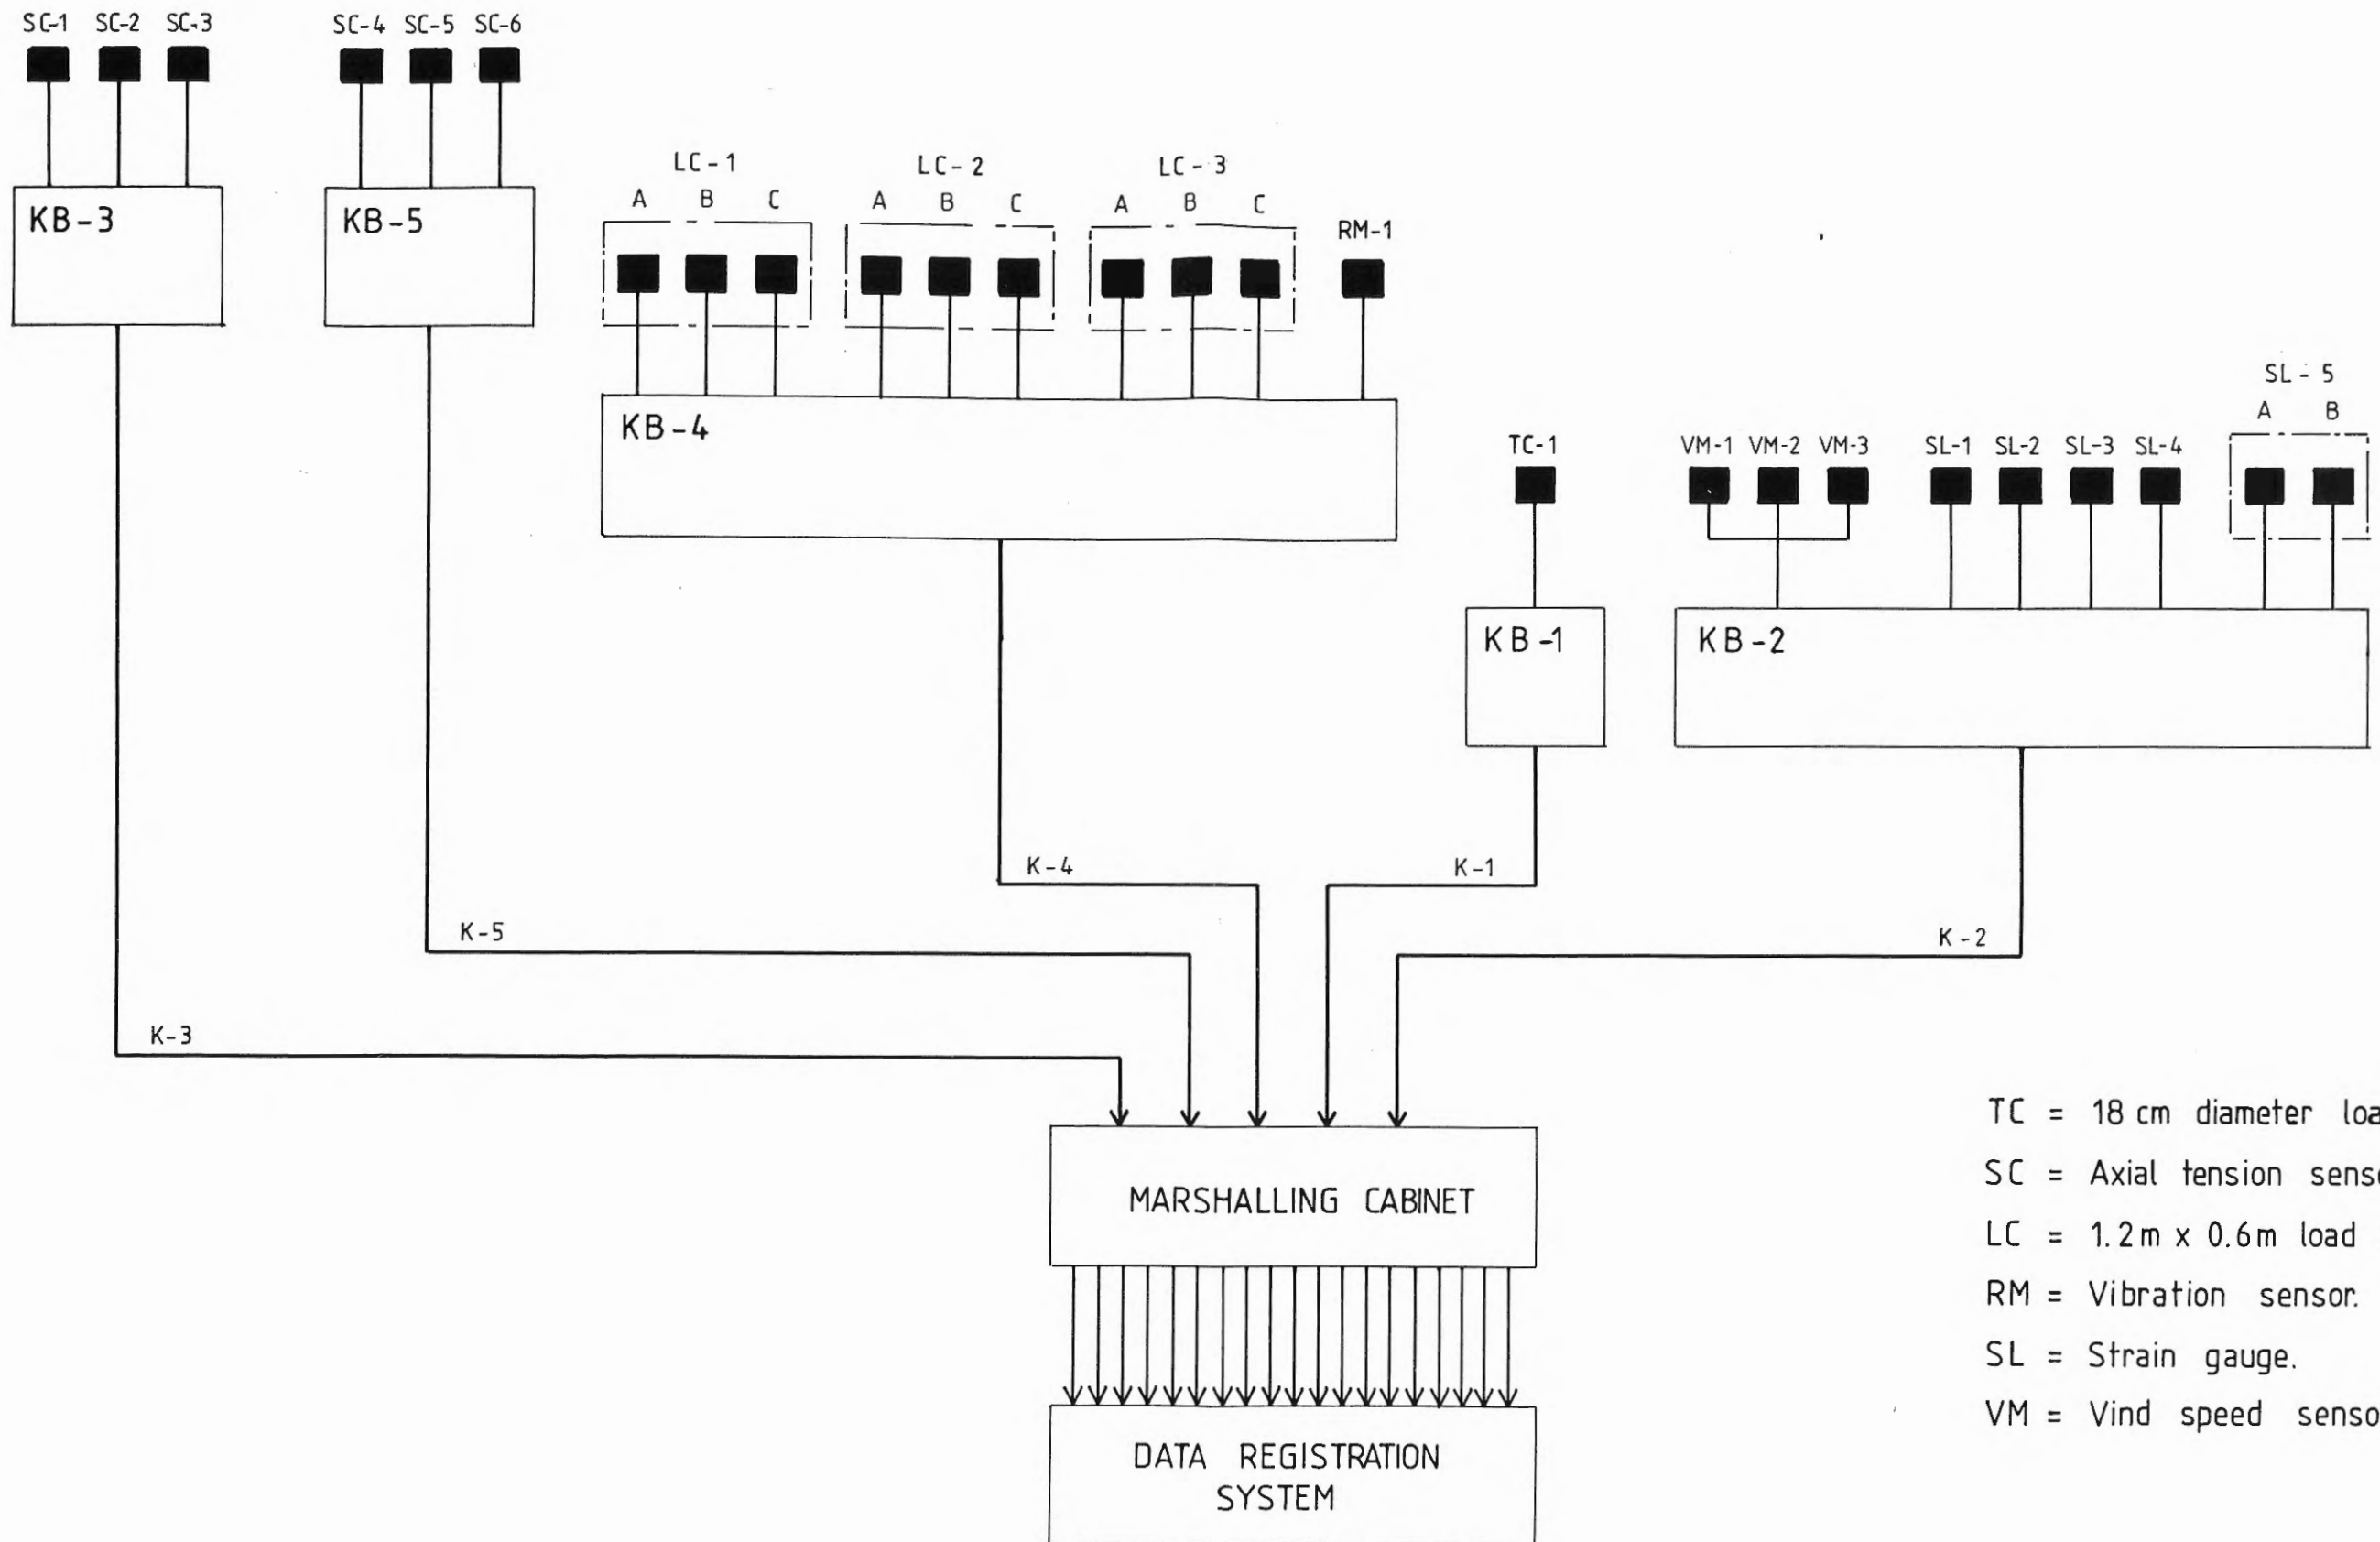 SC-1 SC-2 SC-3
SC-4 SC-5 SC-6
KB-3
KB-5
LC-1
A B C
LC-2
A B C
LC-3
A B C
RM-1
KB-4
TC-1
KB-1
VM-1 VM-2 VM-3
SL-1 SL-2 SL-3 SL-4
SL-5
A B
KB-2
K-4
K-1
K-5
K-2
K-3
MARSHALLING CABINET
DATA REGISTRATION
SYSTEM
TC = 18 cm diameter
SC = Axial tension
LC = 1.2m x 0.6m load
RM = Vibration sensor.
SL = Strain gauge.
VM = Vind speed